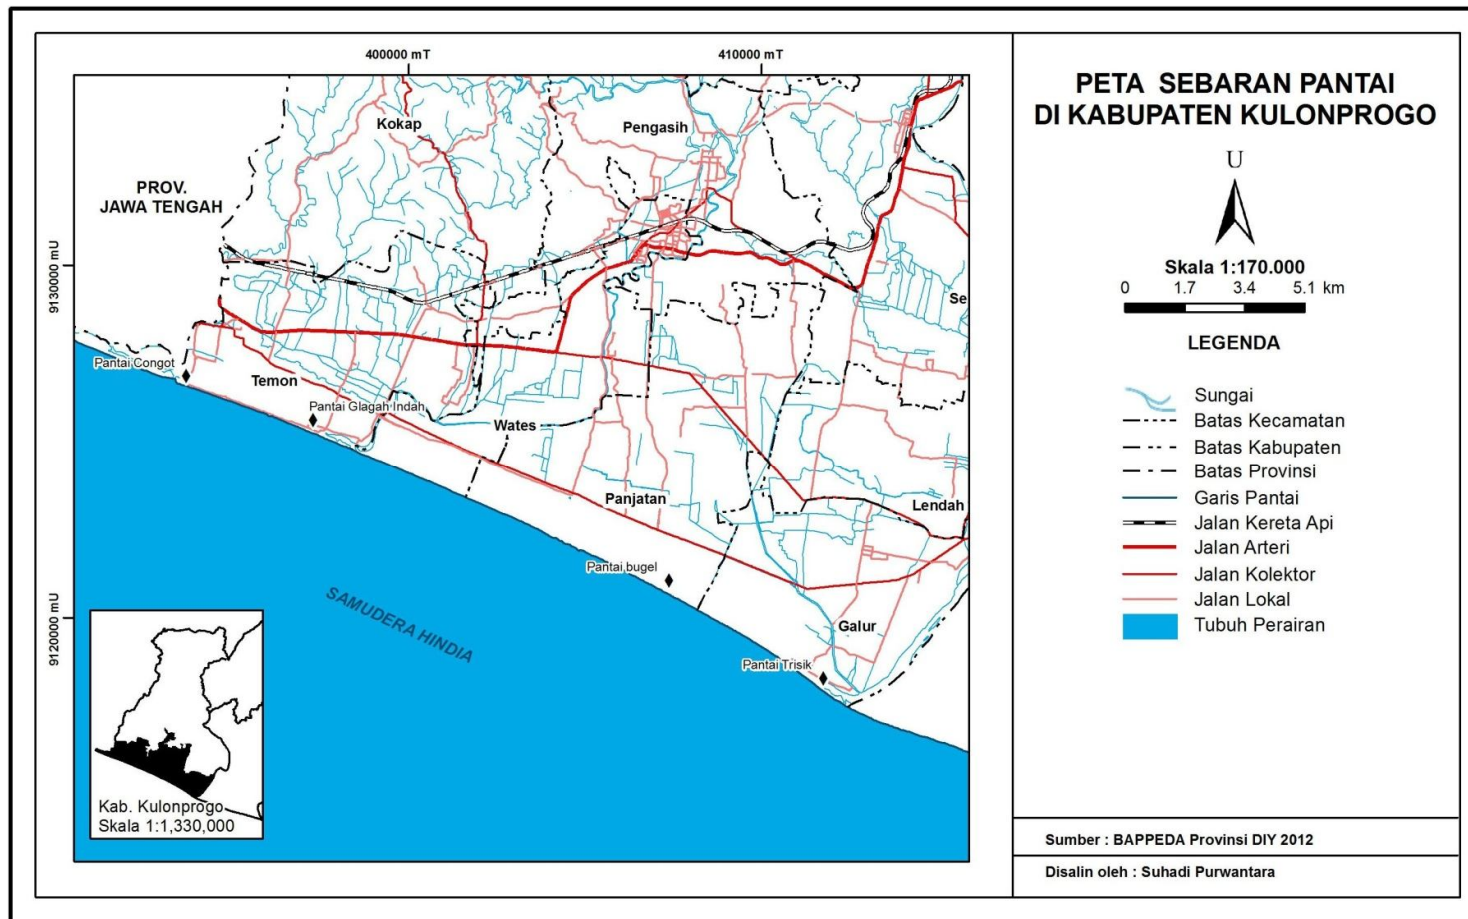 400000 mT
410000 mT
9130000 mU
9120000 mU
Kokap
Pengasih
PROV.
JAWA TENGAH
Se
Pantai Congot
Temon
Pantai Glagah Indah
Wates
Panjatan
Lendah
Pantai bugel
Galur
Pantai Trisik
SAMUDERA HINDIA
Kab. Kulonprogo
Skala 1:1,330,000
PETA SEBARAN PANTAI
DI KABUPATEN KULONPROGO
U
Skala 1:170.000
0 1.7 3.4 5.1 km
LEGENDA
Sungai
Batas Kecamatan
Batas Kabupaten
Batas Provinsi
Garis Pantai
Jalan Kereta Api
Jalan Arteri
Jalan Kolektor
Jalan Lokal
Tubuh Perairan
Sumber : BAPPEDA Provinsi DIY 2012
Disalin oleh : Suhadi Purwantara